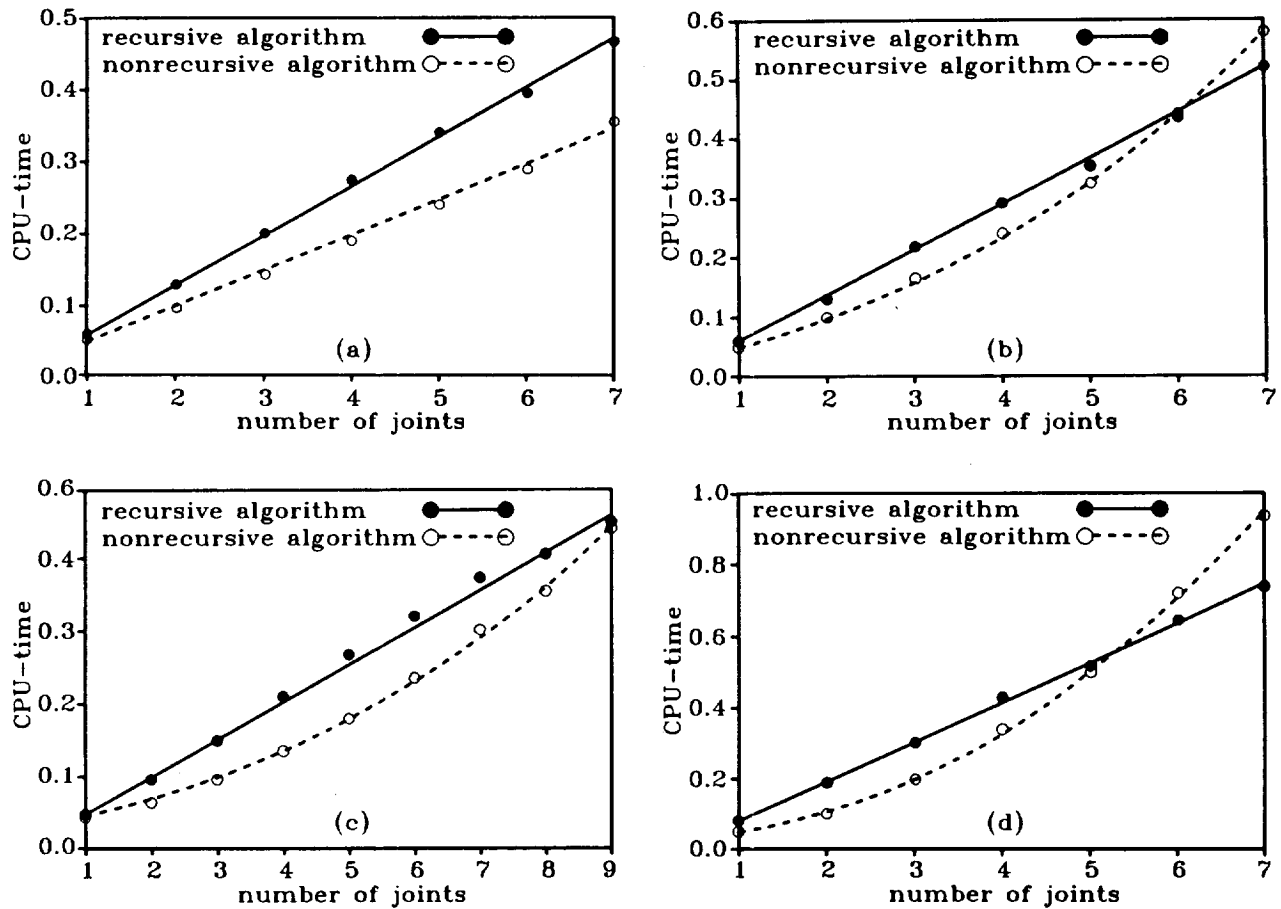 0.5
recursive algorithm
nonrecursive algorithm
0.4
0.3
0.2
0.1
0.0
CPU-time
(a)
1 2 3 4 5 6 7
number of joints
0.6
recursive algorithm
nonrecursive algorithm
0.5
0.4
0.3
0.2
0.1
0.0
CPU-time
(b)
1 2 3 4 5 6 7
number of joints
0.6
recursive algorithm
nonrecursive algorithm
0.4
0.3
0.2
0.1
0.0
CPU-time
(c)
1 2 3 4 5 6 7 8 9
number of joints
1.0
recursive algorithm
nonrecursive algorithm
0.8
0.6
0.4
0.2
0.0
CPU-time
(d)
1 2 3 4 5 6 7
number of joints